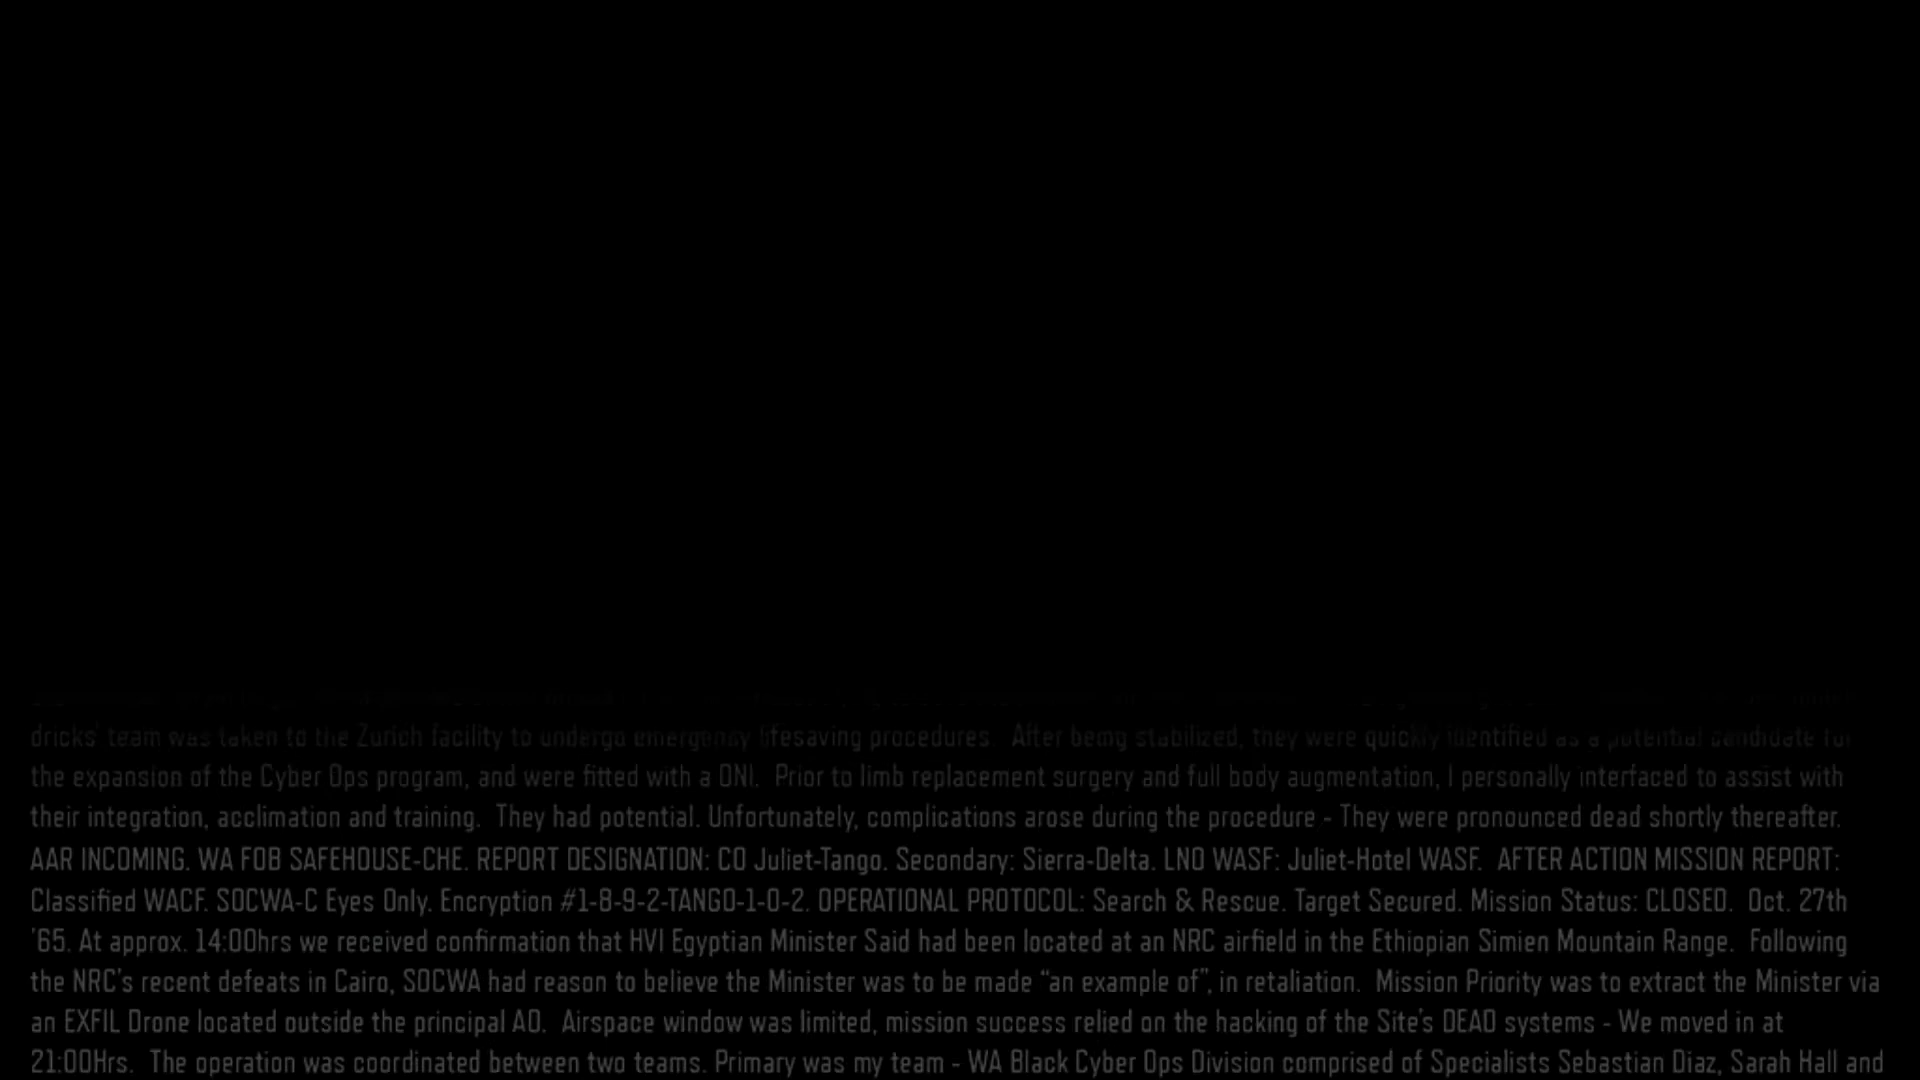 dricks' team was taken to the Zurich facility to undergo emergency lifesaving procedures. After being stabilized, they were quickly identified as a potential candidate for
the expansion of the Cyber Ops program, and were fitted with a DNI. Prior to limb replacement surgery and full body augmentation, I personally interfaced to assist with
their integration, acclimation and training. They had potential. Unfortunately, complications arose during the procedure - They were pronounced dead shortly thereafter.
AAR INCOMING. WA FOB SAFEHOUSE-CHE. REPORT DESIGNATION: CO Juliet-Tango. Secondary: Sierra-Delta. LNO WASF: Juliet-Hotel WASF. AFTER ACTION MISSION REPORT:
Classified WACF. SOCWA-C Eyes Only. Encryption #1-8-9-2-TANGO-1-0-2. OPERATIONAL PROTOCOL: Search & Rescue. Target Secured. Mission Status: CLOSED. Oct. 27th
'65. At approx. 14:00hrs we received confirmation that HVI Egyptian Minister Said had been located at an NRC airfield in the Ethiopian Simien Mountain Range. Following
the NRC's recent defeats in Cairo, SOCWA had reason to believe the Minister was to be made “an example of”, in retaliation. Mission Priority was to extract the Minister via
an EXFIL Drone located outside the principal AO. Airspace window was limited, mission success relied on the hacking of the Site's DEAD systems - We moved in at
21:00Hrs. The operation was coordinated between two teams. Primary was my team - WA Black Cyber Ops Division comprised of Specialists Sebastian Diaz, Sarah Hall and